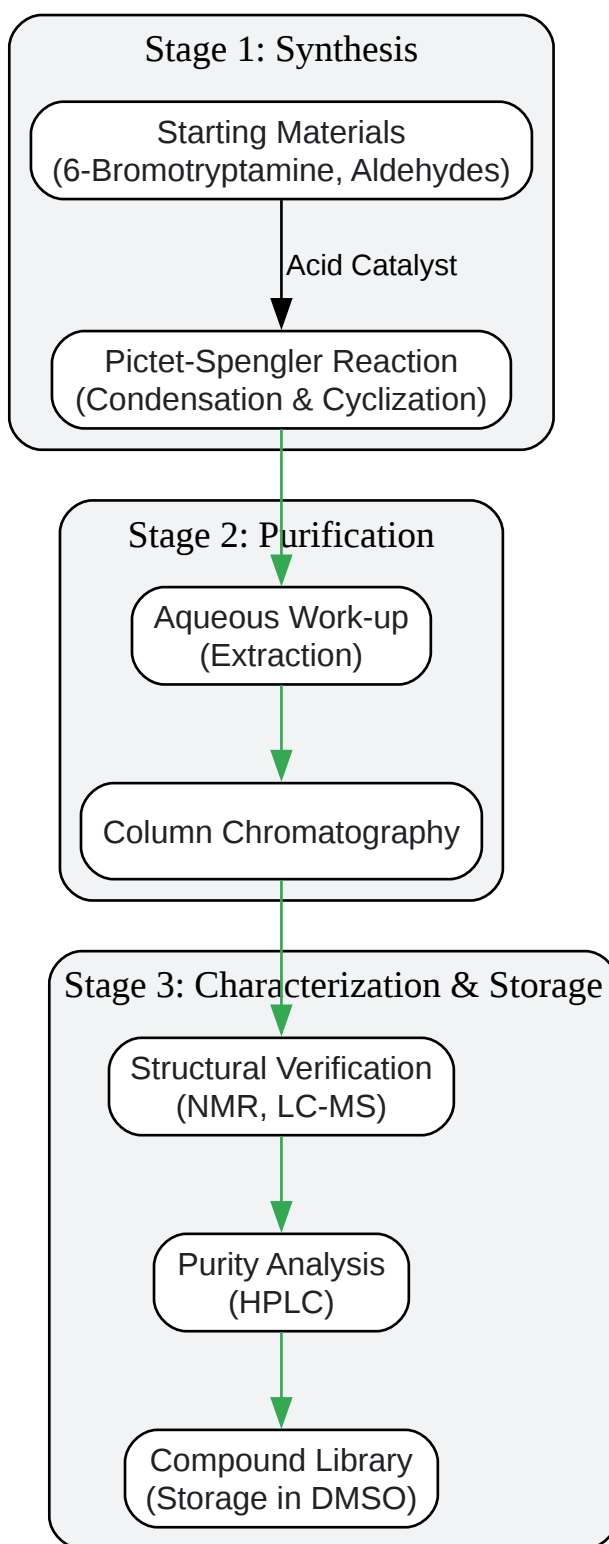 Stage 1: Synthesis
Starting Materials
(6-Bromotryptamine, Aldehydes)
Acid Catalyst
Pictet-Spengler Reaction
(Condensation & Cyclization)
Stage 2: Purification
Aqueous Work-up
(Extraction)
Column Chromatography
Stage 3: Characterization & Storage
Structural Verification
(NMR, LC-MS)
Purity Analysis
(HPLC)
Compound Library
(Storage in DMSO)